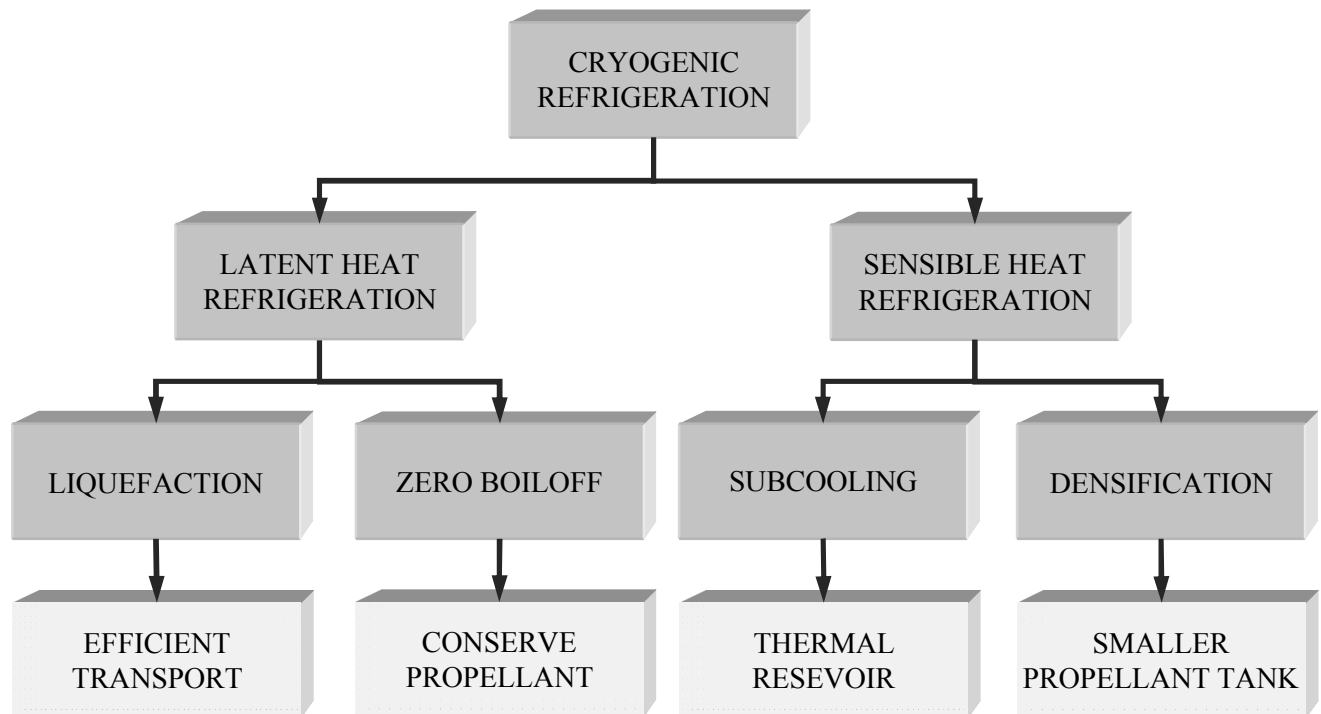 CRYOGENIC
REFRIGERATION
LATENT HEAT
REFRIGERATION
SENSIBLE HEAT
REFRIGERATION
LIQUEFACTION
ZERO BOILOFF
SUBCOOLING
DENSIFICATION
EFFICIENT
TRANSPORT
CONSERVE
PROPELLANT
THERMAL
RESEVOIR
SMALLER
PROPELLANT TANK